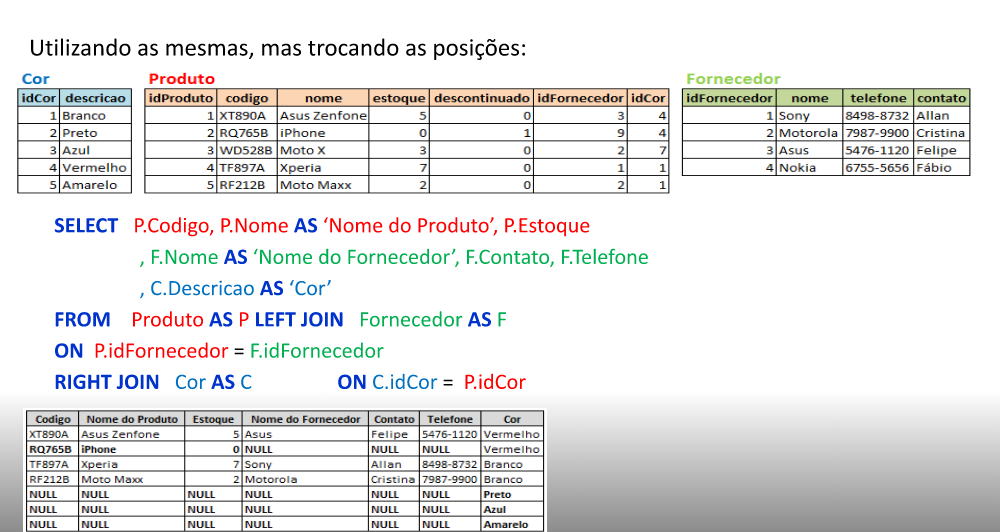 Utilizando as mesmas, mas trocando as posições:
Cor
idCor descricao
1 Branco
2 Preto
3 Azul
4 Vermelho
5 Amarelo
Produto
idProduto codigo nome estoque descontinuado idFornecedor idCor
1 XT890A Asus Zenfone 5 0 3 4
2 RQ765B iPhone 0 1 9 4
3 WD528B Moto X 3 0 2 7
4 TF897A Xperia 7 0 1 1
5 RF212B Moto Maxx 2 0 2 1
Fornecedor
idFornecedor nome telefone contato
1 Sony 8498-8732 Allan
2 Motorola 7987-9900 Cristina
3 Asus 5476-1120 Felipe
4 Nokia 6755-5656 Fábio
SELECT P.Codigo, P.Nome AS ‘Nome do Produto’, P.Estoque
, F.Nome AS ‘Nome do Fornecedor’, F.Contato, F.Telefone
, C.Descricao AS ‘Cor’
FROM Produto AS P LEFT JOIN Fornecedor AS F
ON P.idFornecedor = F.idFornecedor
RIGHT JOIN Cor AS C ON C.idCor = P.idCor
Codigo Nome do Produto Estoque Nome do Fornecedor Contato Telefone Cor
XT890A Asus Zenfone 5 Asus Felipe 5476-1120 Vermelho
RQ765B iPhone 0 NULL NULL NULL Vermelho
TF897A Xperia 7 Sony Allan 8498-8732 Branco
RF212B Moto Maxx 2 Motorola Cristina 7987-9900 Branco
NULL NULL NULL NULL NULL NULL Preto
NULL NULL NULL NULL NULL NULL Azul
NULL NULL NULL NULL NULL NULL Amarelo